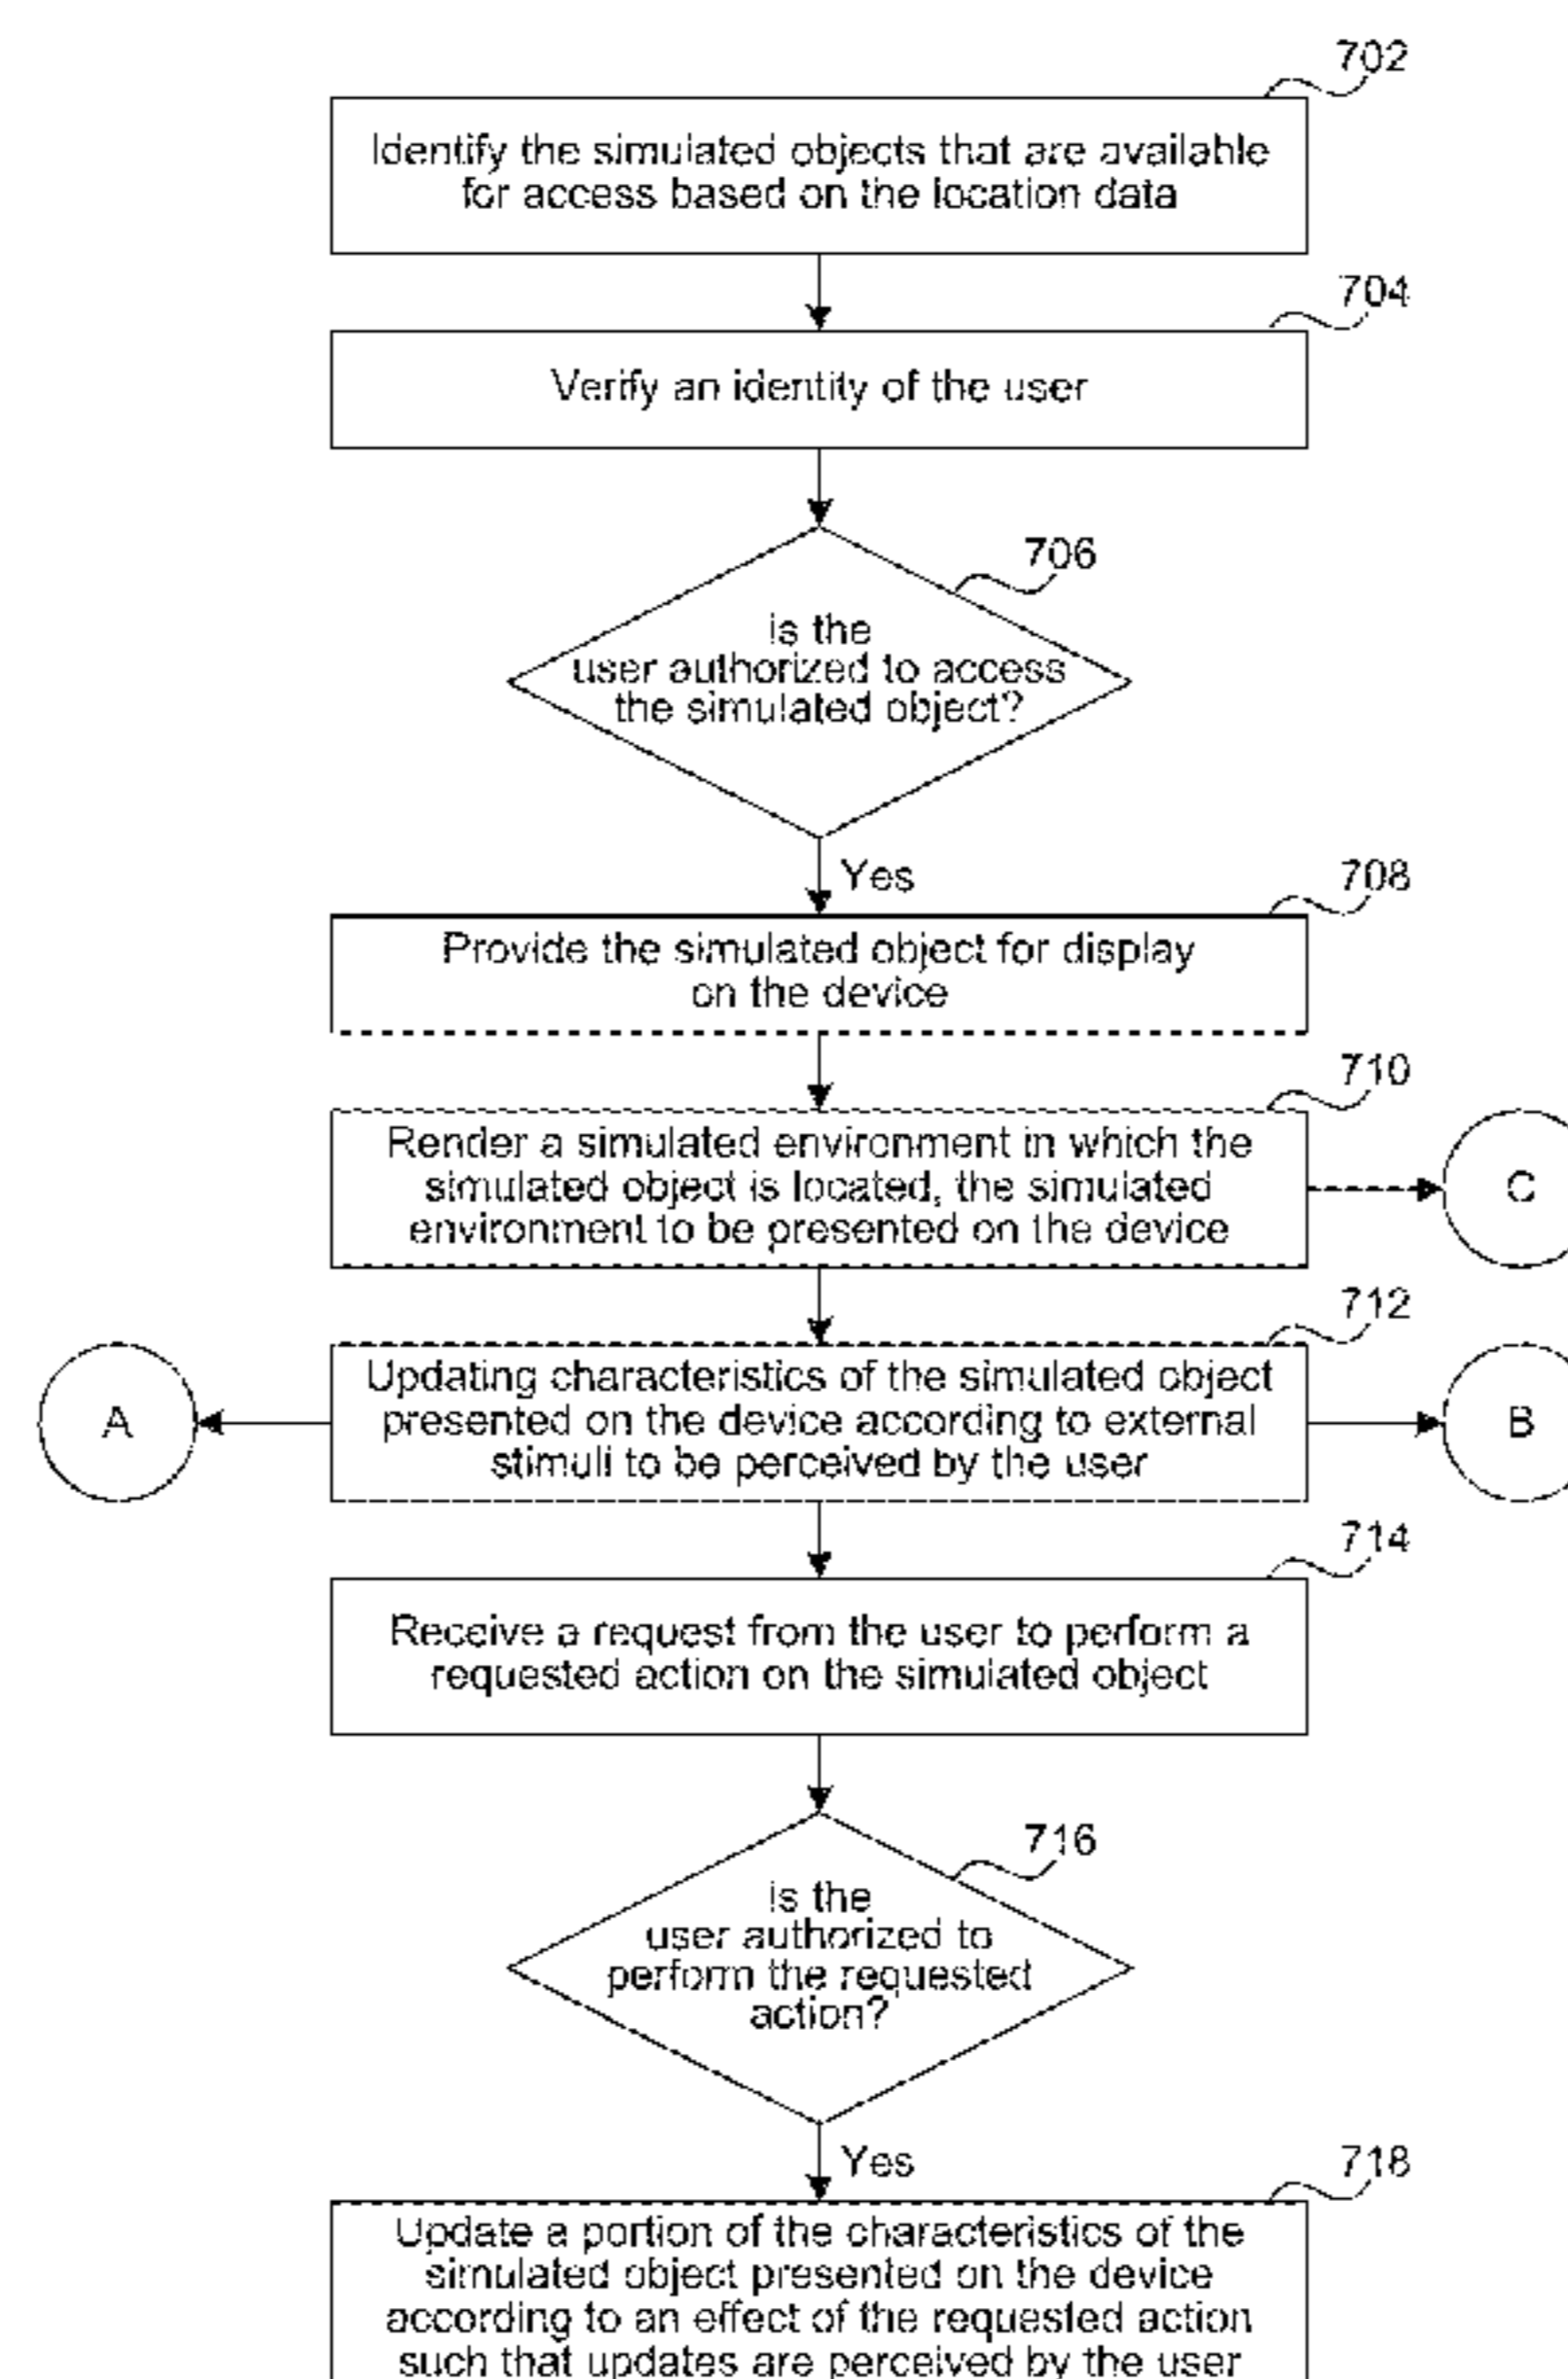 702
Identify the simulated objects that are available
for access based on the location data
704
Verify an identity of the user
706
Is the
user authorized to access
the simulated object?
Yes
708
Provide the simulated object for display
on the device
710
Render a simulated environment in which the
simulated object is located, the simulated
environment to be presented on the device
C
712
Updating characteristics of the simulated object
presented on the device according to external
stimuli to be perceived by the user
A
B
714
Receive a request from the user to perform a
requested action on the simulated object
716
Is the
user authorized to
perform the requested
action?
Yes
718
Update a portion of the characteristics of the
simulated object presented on the device
according to an effect of the requested action
such that updates are perceived by the user